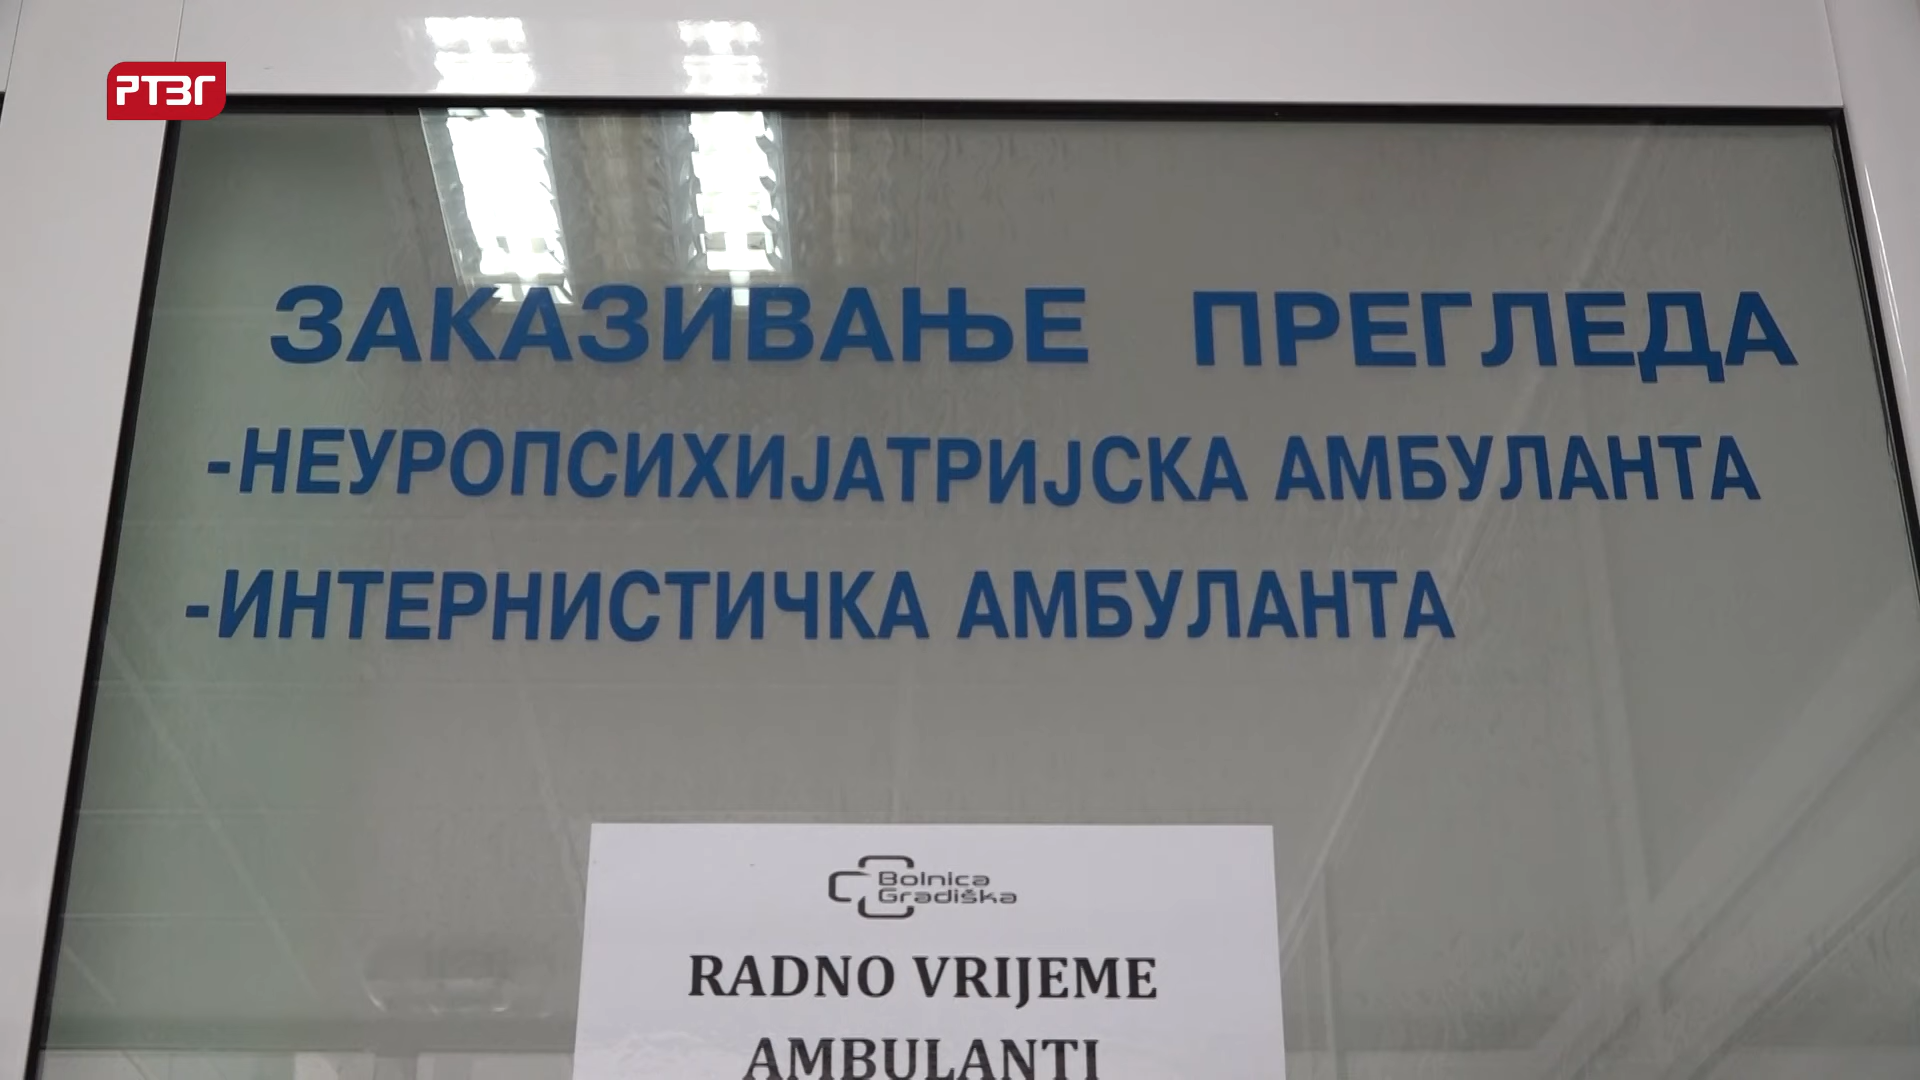 РТВГ
ЗАКАЗИВАЊЕ ПРЕГЛЕДА
-НЕУРОПСИХИЈАТРИЈСКА АМБУЛАНТА
-ИНТЕРНИСТИЧКА АМБУЛАНТА
Bolnica
Gradiška
RADNO VRIJEME
AMBULANTI